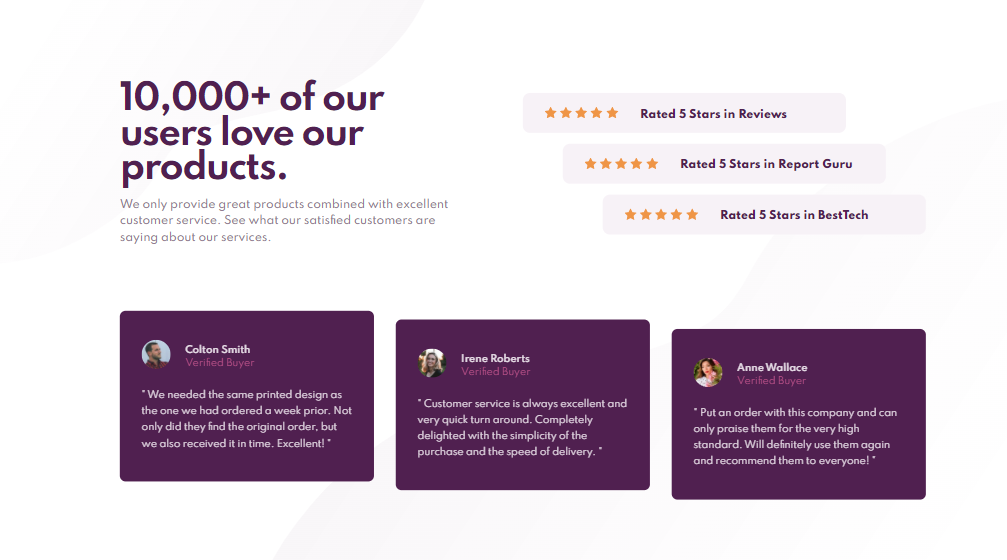 10,000+ of our
users love our
products.
We only provide great products combined with excellent
customer service. See what our satisfied customers are
saying about our services.
Rated 5 Stars in Reviews
Rated 5 Stars in Report Guru
Rated 5 Stars in BestTech
Colton Smith
Verified Buyer
" We needed the same printed design as
the one we had ordered a week prior. Not
only did they find the original order, but
we also received it in time. Excellent! "
Irene Roberts
Verified Buyer
" Customer service is always excellent and
very quick turn around. Completely
delighted with the simplicity of the
purchase and the speed of delivery. "
Anne Wallace
Verified Buyer
" Put an order with this company and can
only praise them for the very high
standard. Will definitely use them again
and recommend them to everyone! "